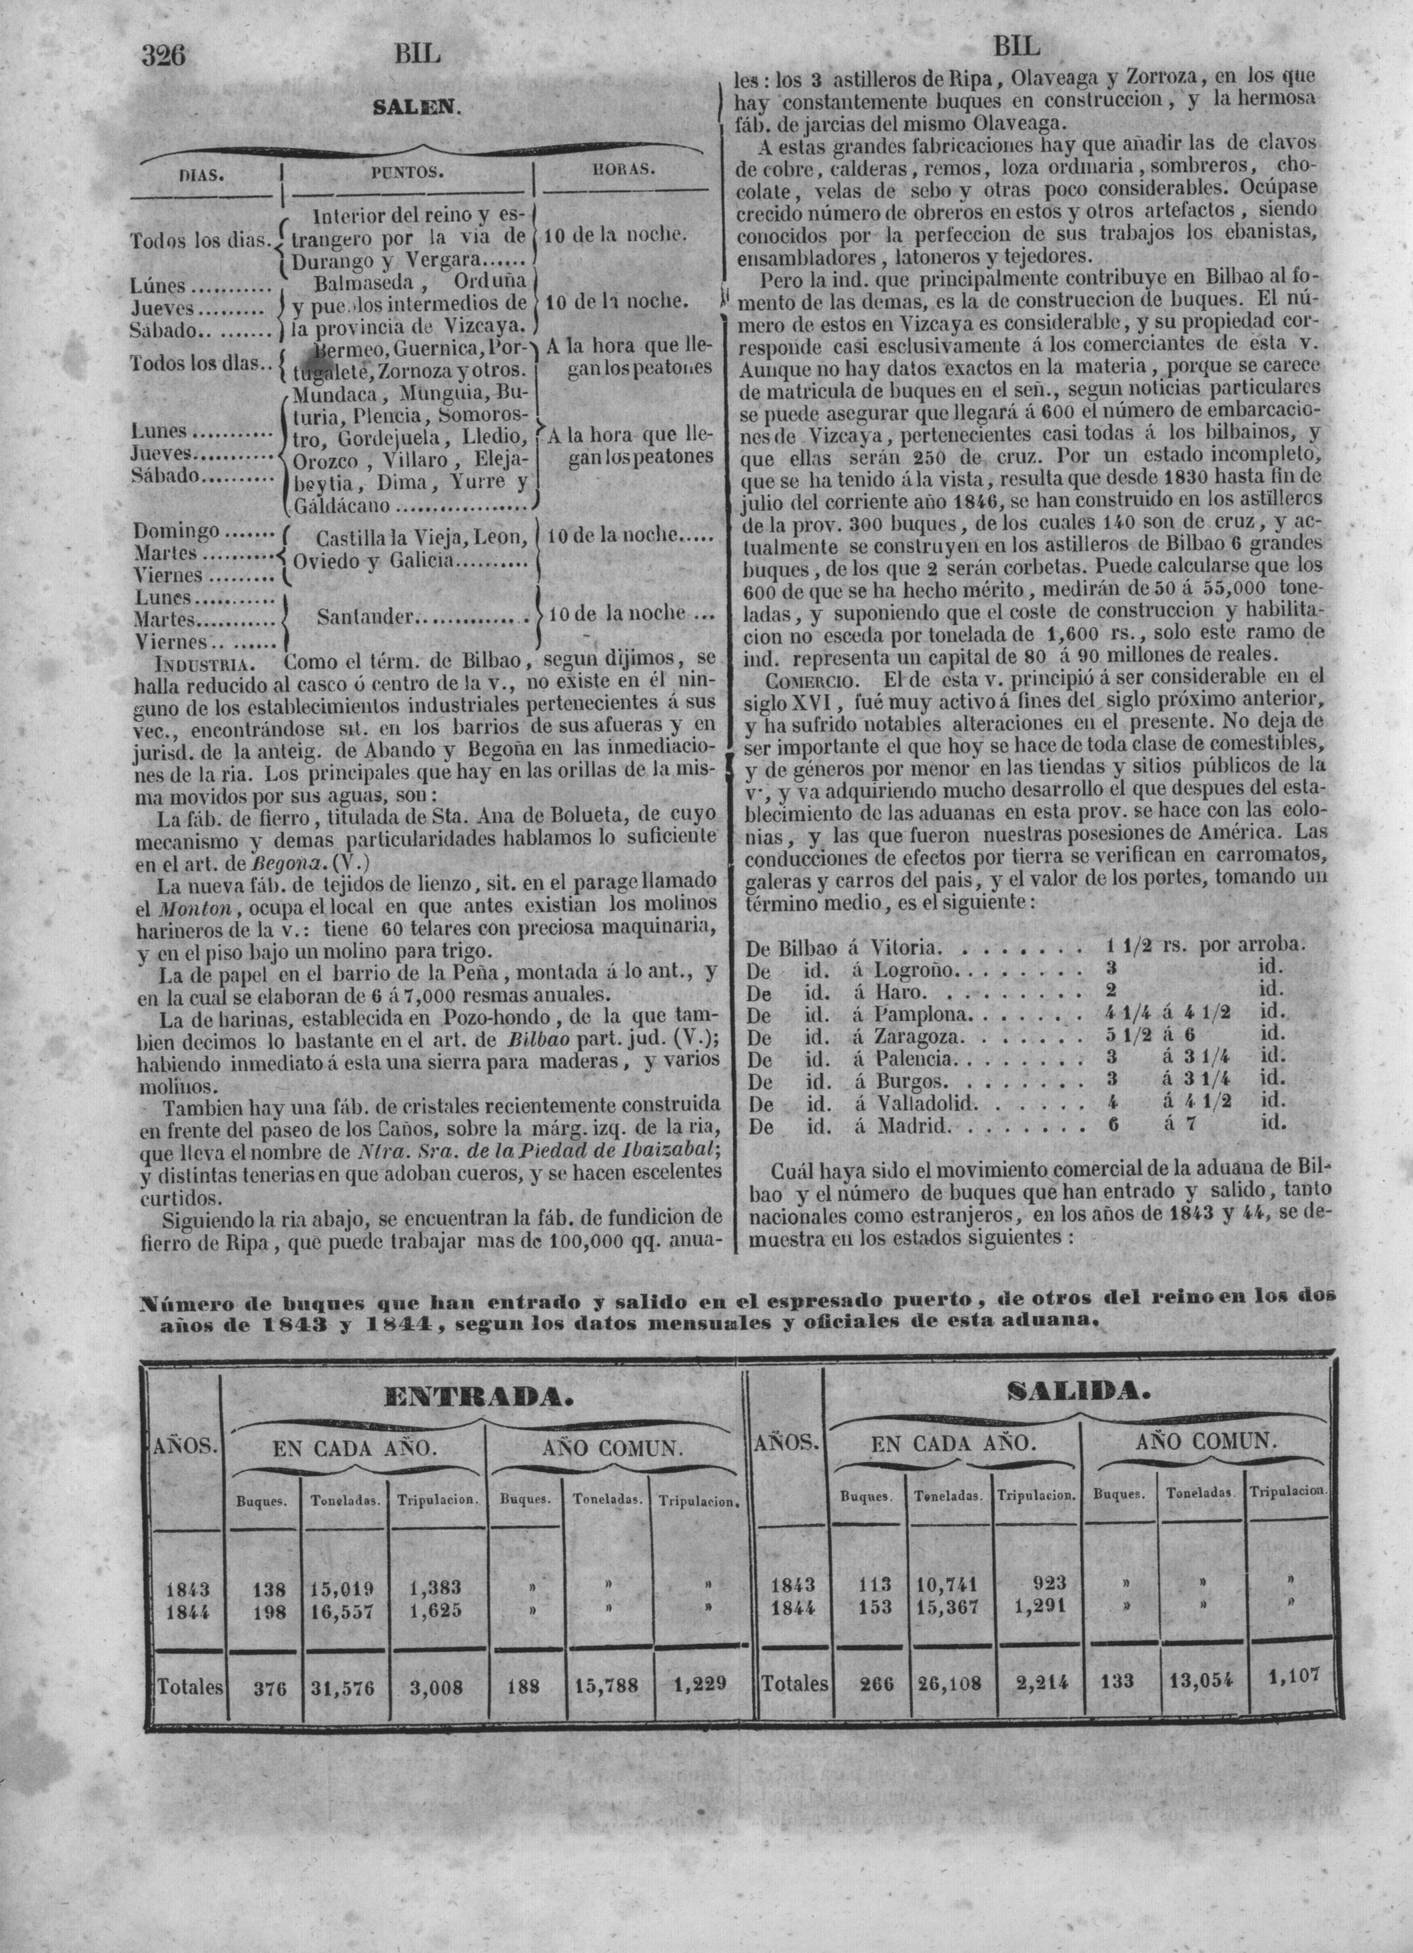 326 BIL
SALEN.
DIAS. PUNTOS. HORAS.
Todos los dias. Interior del reino y es-
trangero por la via de
Durango y Vergara...... 10 de la noche.
Lúnes ...........
Jueves .........
Sábado.. ........ Balmaseda , Orduña
y pue los intermedios de
la provincia de Vizcaya. 10 de la noche.
Todos los dias.. Bermeo, Guernica, Por-
tugalete, Zornoza y otros. A la hora que lle-
gan los peatones
Lunes ...........
Jueves...........
Sábado.......... Mundaca , Munguia, Bu-
turia, Plencia, Somoros-
tro, Gordejuela, Lledio,
Orozco , Villaro , Eleja-
beytia, Dima, Yurre y
Galdácano .................. A la hora que lle-
gan los peatones
Domingo .......
Martes ..........
Viernes ......... Castilla la Vieja, Leon,
Oviedo y Galicia.......... 10 de la noche.....
Lunes...........
Martes...........
Viernes.. ...... Santander.............. 10 de la noche ...
INDUSTRIA. Como el térm. de Bilbao, segun dijimos, se
halla reducido al casco ó centro de la v., no existe en él nin-
guno de los establecimientos industriales pertenecientes á sus
vec., encontrándose sit. en los barrios de sus afueras y en
jurisd. de la anteig. de Abando y Begoña en las inmediacio-
nes de la ria. Los principales que hay en las orillas de la mis-
ma movidos por sus aguas, son :
La fáb. de fierro, titulada de Sta. Ana de Bolueta, de cuyo
mecanismo y demas particularidades hablamos lo suficiente
en el art. de Begoña. (V.)
La nueva fáb. de tejidos de lienzo, sit. en el parage llamado
el Monton, ocupa el local en que antes existian los molinos
harineros de la v.: tiene 60 telares con preciosa maquinaria,
y en el piso bajo un molino para trigo.
La de papel en el barrio de la Peña, montada á lo ant., y
en la cual se elaboran de 6 á 7,000 resmas anuales.
La de harinas, establecida en Pozo-hondo, de la que tam-
bien decimos lo bastante en el art. de Bilbao part. jud. (V.);
habiendo inmediato á esta una sierra para maderas, y varios
molinos.
Tambien hay una fáb. de cristales recientemente construida
en frente del paseo de los Caños, sobre la márg. izq. de la ria,
que lleva el nombre de Ntra. Sra. de la Piedad de Ibaizabal;
y distintas tenerias en que adoban cueros, y se hacen escelentes
curtidos.
Siguiendo la ria abajo, se encuentran la fáb. de fundicion de
fierro de Ripa, que puede trabajar mas de 100,000 qq. anua-
BIL
les : los 3 astilleros de Ripa, Olaveaga y Zorroza, en los que
hay constantemente buques en construccion, y la hermosa
fáb. de jarcias del mismo Olaveaga.
A estas grandes fabricaciones hay que añadir las de clavos
de cobre, calderas, remos, loza ordinaria, sombreros, cho-
colate, velas de sebo y otras poco considerables. Ocúpase
crecido número de obreros en estos y otros artefactos, siendo
conocidos por la perfeccion de sus trabajos los ebanistas,
ensambladores, latoneros y tejedores.
Pero la ind. que principalmente contribuye en Bilbao al fo-
mento de las demas, es la de construccion de buques. El nú-
mero de estos en Vizcaya es considerable, y su propiedad cor-
responde casi esclusivamente á los comerciantes de esta v.
Aunque no hay datos exactos en la materia, porque se carece
de matricula de buques en el señ., segun noticias particulares
se puede asegurar que llegará á 600 el número de embarcacio-
nes de Vizcaya, pertenecientes casi todas á los bilbainos, y
que ellas serán 250 de cruz. Por un estado incompleto,
que se ha tenido á la vista, resulta que desde 1830 hasta fin de
julio del corriente año 1846, se han construido en los astilleros
de la prov. 300 buques, de los cuales 140 son de cruz, y ac-
tualmente se construyen en los astilleros de Bilbao 6 grandes
buques, de los que 2 serán corbetas. Puede calcularse que los
600 de que se ha hecho mérito, medirán de 50 á 55,000 tone-
ladas, y suponiendo que el coste de construccion y habilita-
cion no esceda por tonelada de 1,600 rs., solo este ramo de
ind. representa un capital de 80 á 90 millones de reales.
COMERCIO. El de esta v. principió á ser considerable en el
siglo XVI, fué muy activo á fines del siglo próximo anterior,
y ha sufrido notables alteraciones en el presente. No deja de
ser importante el que hoy se hace de toda clase de comestibles,
y de géneros por menor en las tiendas y sitios públicos de la
v., y va adquiriendo mucho desarrollo el que despues del esta-
blecimiento de las aduanas en esta prov. se hace con las colo-
nias, y las que fueron nuestras posesiones de América. Las
conducciones de efectos por tierra se verifican en carromatos,
galeras y carros del pais, y el valor de los portes, tomando un
término medio, es el siguiente :
De Bilbao á Vitoria. . . . . . . . 1 1/2 rs. por arroba.
De id. á Logroño. . . . . . . . 3 id.
De id. á Haro. . . . . . . . . . 2 id.
De id. á Pamplona. . . . . . . 4 1/4 á 4 1/2 id.
De id. á Zaragoza. . . . . . . 5 1/2 á 6 id.
De id. á Palencia. . . . . . . . 3 á 3 1/4 id.
De id. á Burgos. . . . . . . . 3 á 3 1/4 id.
De id. á Valladolid. . . . . . 4 á 4 1/2 id.
De id. á Madrid. . . . . . . . 6 á 7 id.
Cuál haya sido el movimiento comercial de la aduana de Bil-
bao y el número de buques que han entrado y salido, tanto
nacionales como estranjeros, en los años de 1843 y 44, se de-
muestra en los estados siguientes :
Número de buques que han entrado y salido en el espresado puerto, de otros del reino en los dos
años de 1843 y 1844, segun los datos mensuales y oficiales de esta aduana.
ENTRADA. SALIDA.
AÑOS. EN CADA AÑO. AÑO COMUN. AÑOS. EN CADA AÑO. AÑO COMUN.
Buques. Toneladas. Tripulacion. Buques. Toneladas. Tripulacion. Buques. Toneladas. Tripulacion. Buques. Toneladas Tripulacion.
1843 138 15,019 1,383 » » » 1843 113 10,741 923 » » »
1844 198 16,557 1,625 » » » 1844 153 15,367 1,291 » » »
Totales 376 31,576 3,008 188 15,788 1,229 Totales 266 26,108 2,214 133 13,054 1,107